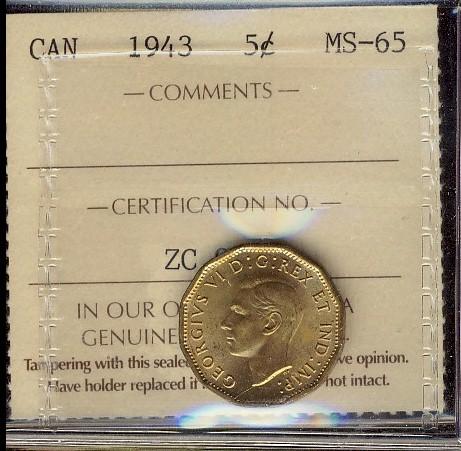 CAN 1943 5¢ MS-65
— COMMENTS —
— CERTIFICATION NO. —
ZC
IN OUR O A
GENUINE .
Tampering with this seale ve opinion.
Have holder replaced if not intact.
GEORGIVS VI D:G:REX ET IND:IMP: